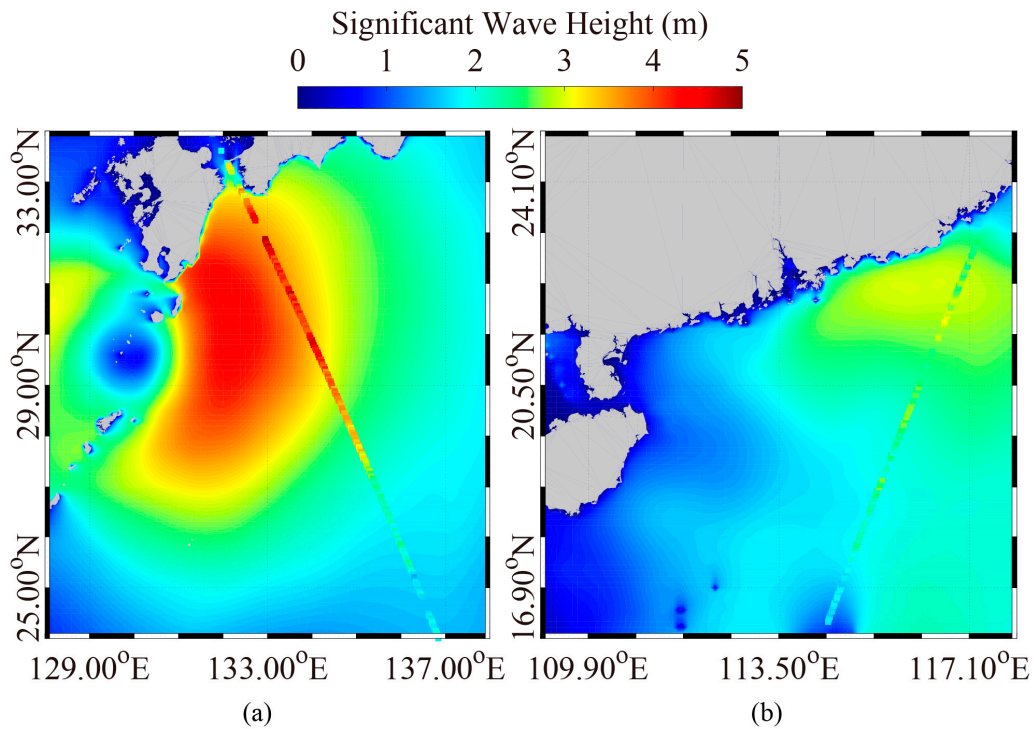 Significant Wave Height (m)
0 1 2 3 4 5
33.00°N
29.00°N
25.00°N
129.00°E 133.00°E 137.00°E
(a)
24.10°N
20.50°N
16.90°N
109.90°E 113.50°E 117.10°E
(b)